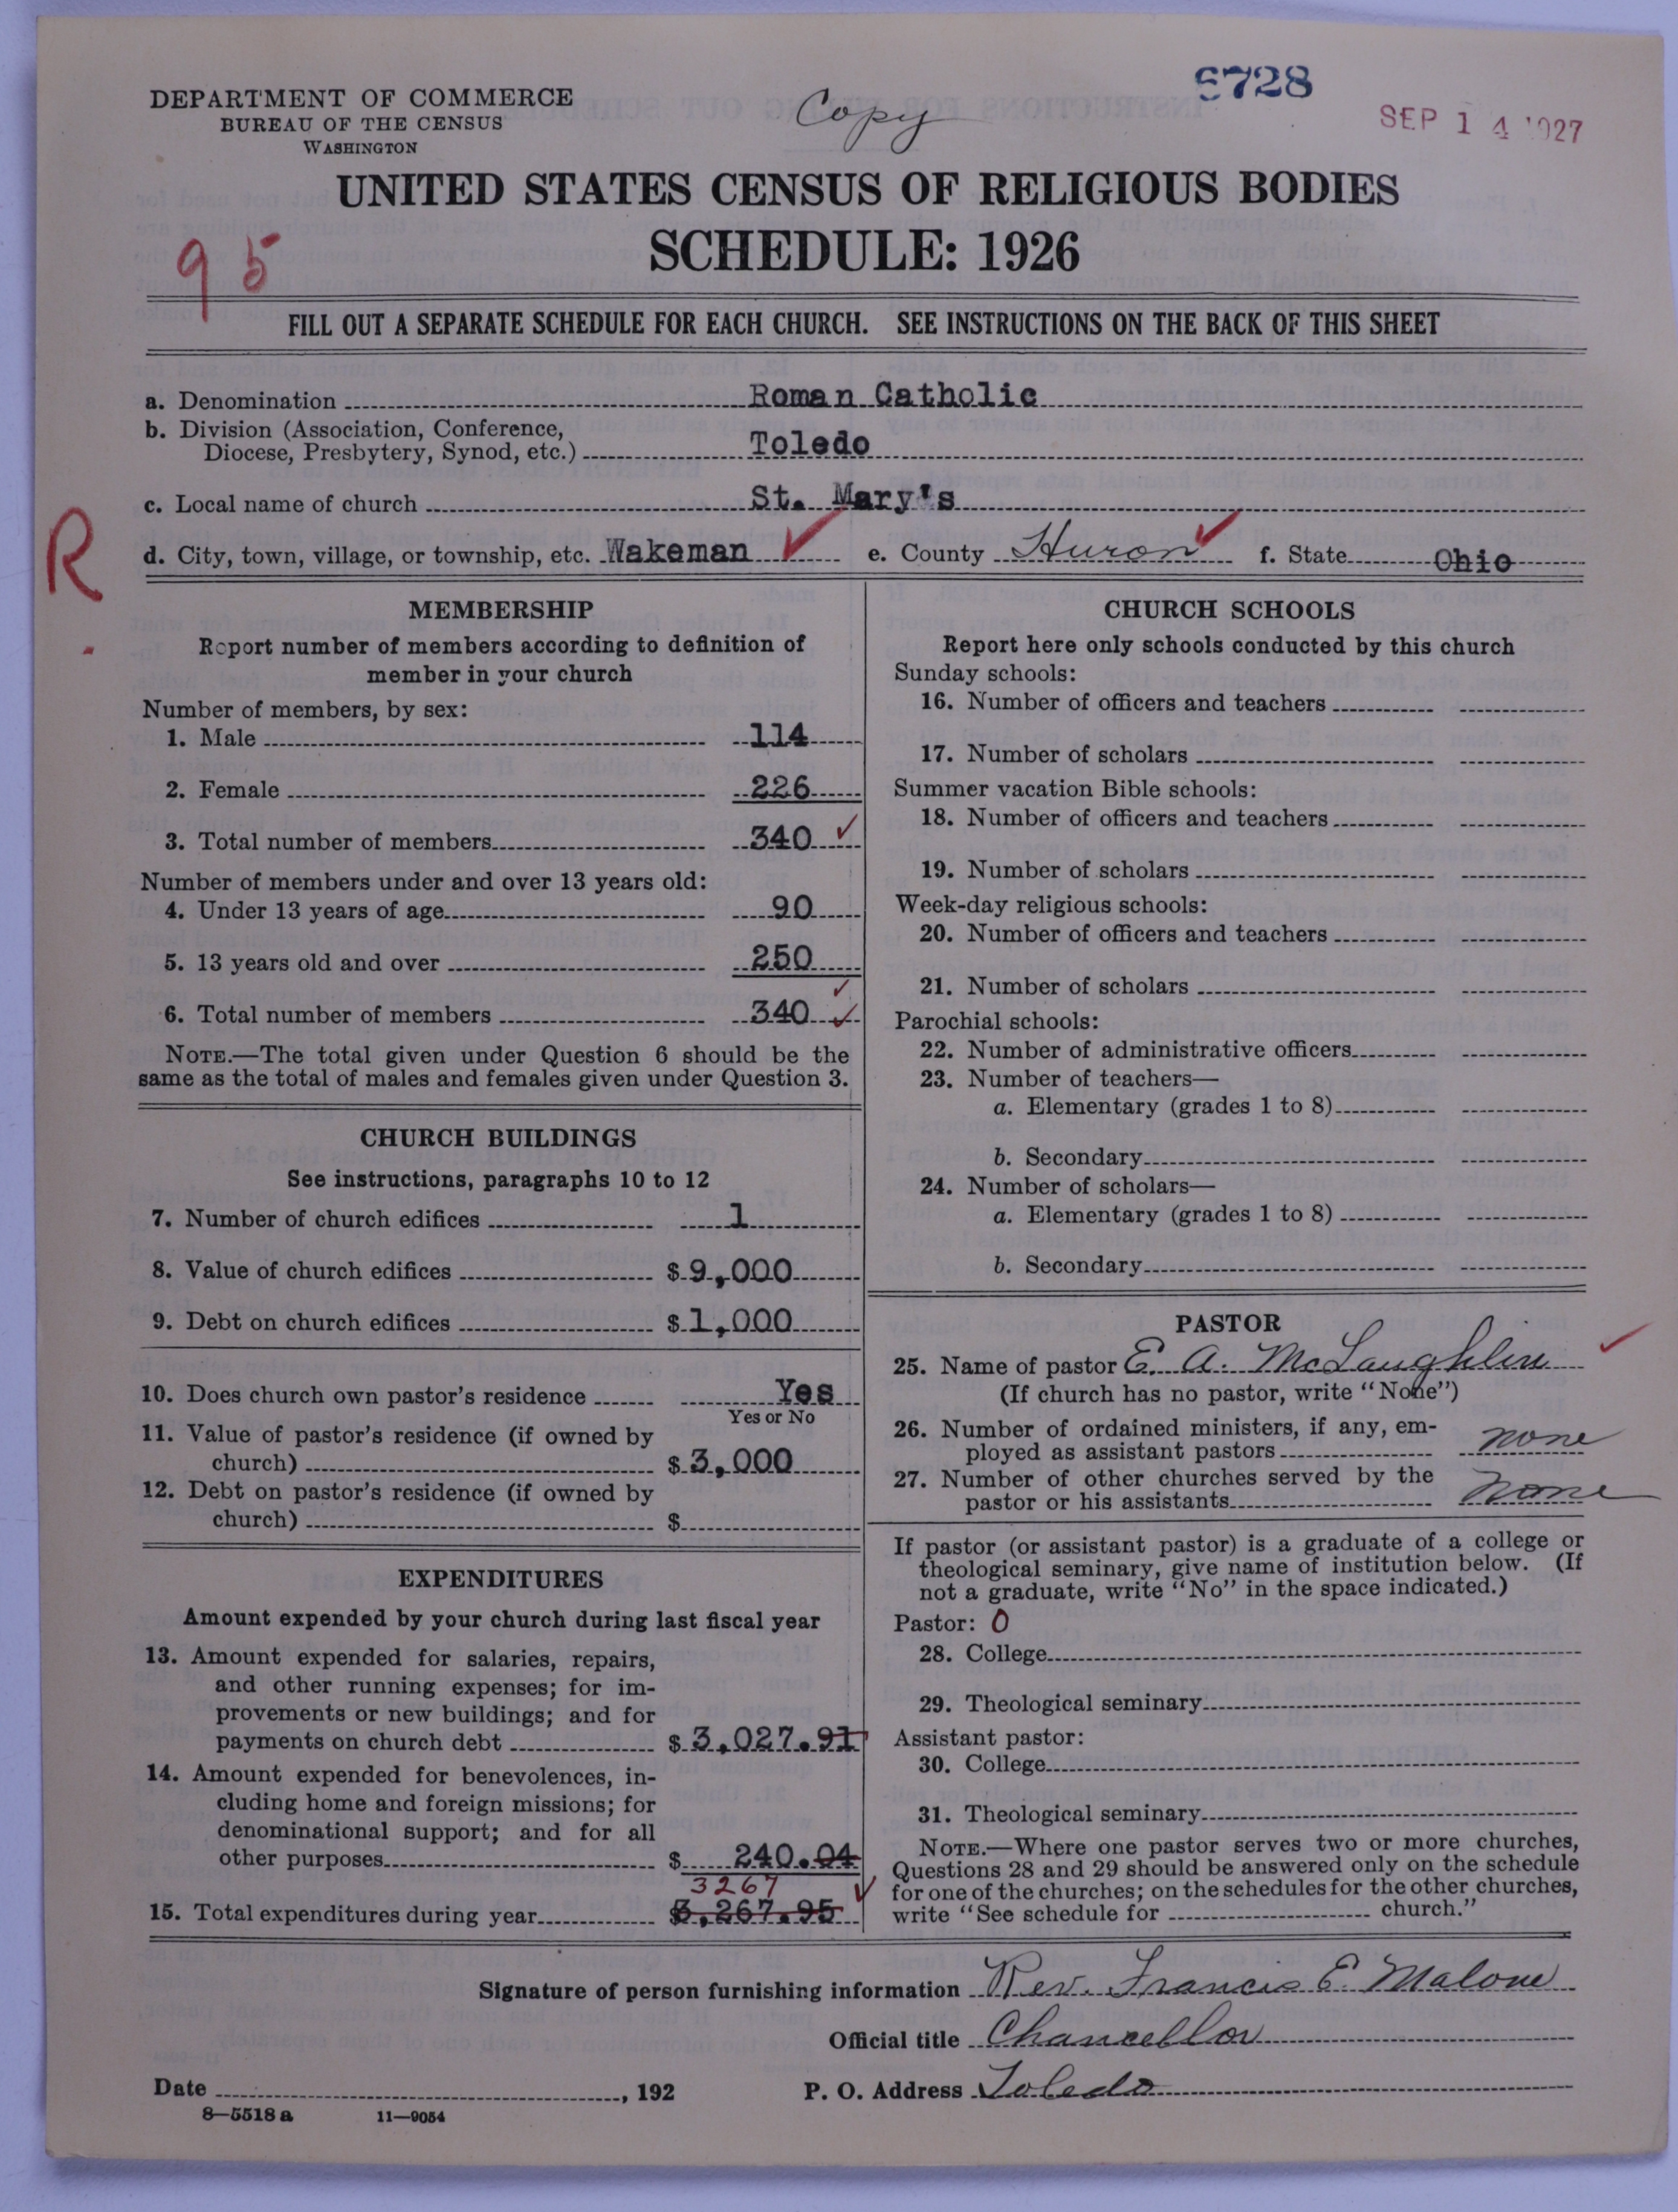 DEPARTMENT OF COMMERCE
BUREAU OF THE CENSUS
WASHINGTON
Copy
6728
SEP 14 1927
UNITED STATES CENSUS OF RELIGIOUS BODIES
SCHEDULE: 1926
95
FILL OUT A SEPARATE SCHEDULE FOR EACH CHURCH. SEE INSTRUCTIONS ON THE BACK OF THIS SHEET
a. Denomination Roman Catholic
b. Division (Association, Conference,
Diocese, Presbytery, Synod, etc.) Toledo
c. Local name of church St. Mary's
R
d. City, town, village, or township, etc. Wakeman ✓ e. County Huron ✓ f. State Ohio
MEMBERSHIP
Report number of members according to definition of
member in your church
Number of members, by sex:
1. Male 114
2. Female 226
3. Total number of members 340 ✓
Number of members under and over 13 years old:
4. Under 13 years of age 90
5. 13 years old and over 250
✓
6. Total number of members 340 ✓
NOTE.—The total given under Question 6 should be the
same as the total of males and females given under Question 3.
CHURCH BUILDINGS
See instructions, paragraphs 10 to 12
7. Number of church edifices 1
8. Value of church edifices $ 9,000
9. Debt on church edifices $ 1,000
10. Does church own pastor's residence Yes
Yes or No
11. Value of pastor's residence (if owned by
church) $ 3,000
12. Debt on pastor's residence (if owned by
church) $
EXPENDITURES
Amount expended by your church during last fiscal year
13. Amount expended for salaries, repairs,
and other running expenses; for im-
provements or new buildings; and for
payments on church debt $ 3,027.91
14. Amount expended for benevolences, in-
cluding home and foreign missions; for
denominational support; and for all
other purposes $ 240.04
3267 ✓
15. Total expenditures during year $ 3,267.95
CHURCH SCHOOLS
Report here only schools conducted by this church
Sunday schools:
16. Number of officers and teachers
17. Number of scholars
Summer vacation Bible schools:
18. Number of officers and teachers
19. Number of scholars
Week-day religious schools:
20. Number of officers and teachers
21. Number of scholars
Parochial schools:
22. Number of administrative officers
23. Number of teachers—
a. Elementary (grades 1 to 8)
b. Secondary
24. Number of scholars—
a. Elementary (grades 1 to 8)
b. Secondary
PASTOR
25. Name of pastor E. A. McLaughlin ✓
(If church has no pastor, write "None")
26. Number of ordained ministers, if any, em-
ployed as assistant pastors none
27. Number of other churches served by the
pastor or his assistants None
If pastor (or assistant pastor) is a graduate of a college or
theological seminary, give name of institution below. (If
not a graduate, write "No" in the space indicated.)
Pastor: 0
28. College
29. Theological seminary
Assistant pastor:
30. College
31. Theological seminary
NOTE.—Where one pastor serves two or more churches,
Questions 28 and 29 should be answered only on the schedule
for one of the churches; on the schedules for the other churches,
write "See schedule for church."
Signature of person furnishing information Rev. Francis E. Malone
Official title Chancellor
Date , 192 P. O. Address Toledo
8—5518 a 11—9054